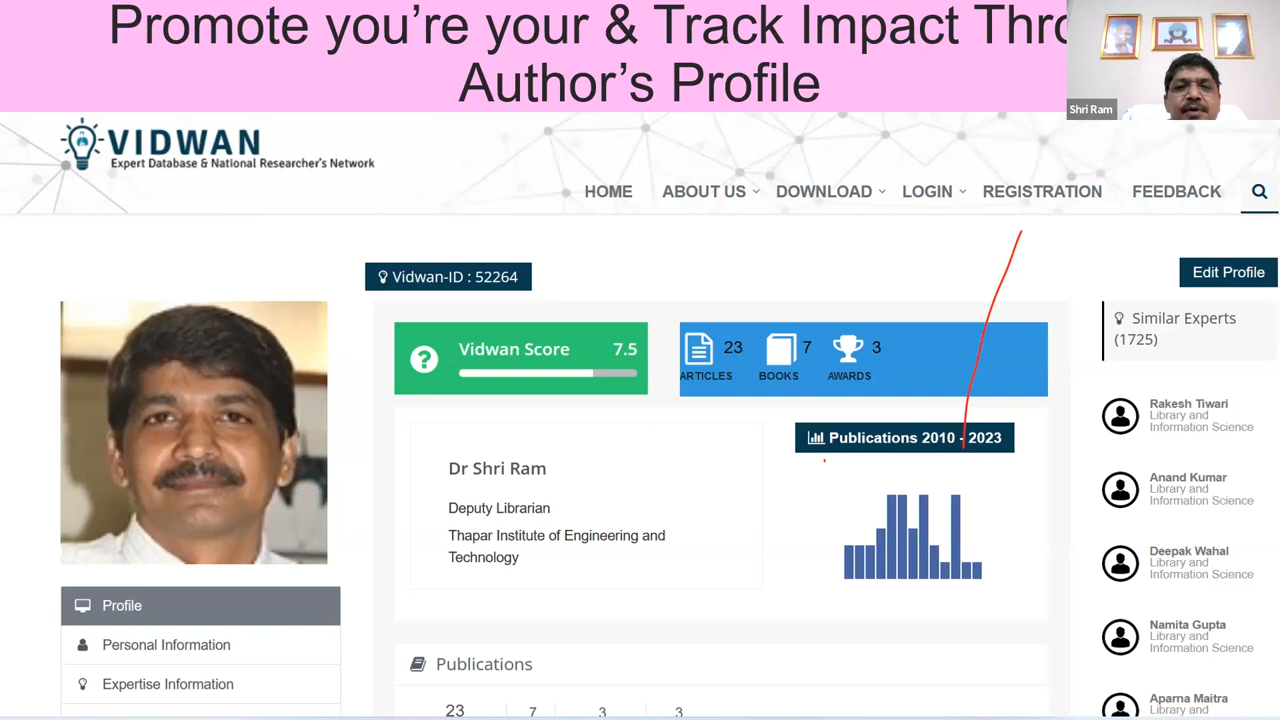 Promote you're your & Track Impact Thro
Author's Profile
Shri Ram
VIDWAN
Expert Database & National Researcher's Network
HOME ABOUT US DOWNLOAD LOGIN REGISTRATION FEEDBACK
Vidwan-ID : 52264
Edit Profile
Vidwan Score 7.5
23 7 3
ARTICLES BOOKS AWARDS
Similar Experts
(1725)
Publications 2010 - 2023
Dr Shri Ram
Deputy Librarian
Thapar Institute of Engineering and
Technology
Rakesh Tiwari
Library and
Information Science
Anand Kumar
Library and
Information Science
Deepak Wahal
Library and
Information Science
Namita Gupta
Library and
Information Science
Aparna Maitra
Library and
Profile
Personal Information
Expertise Information
Publications
23 7 3 3